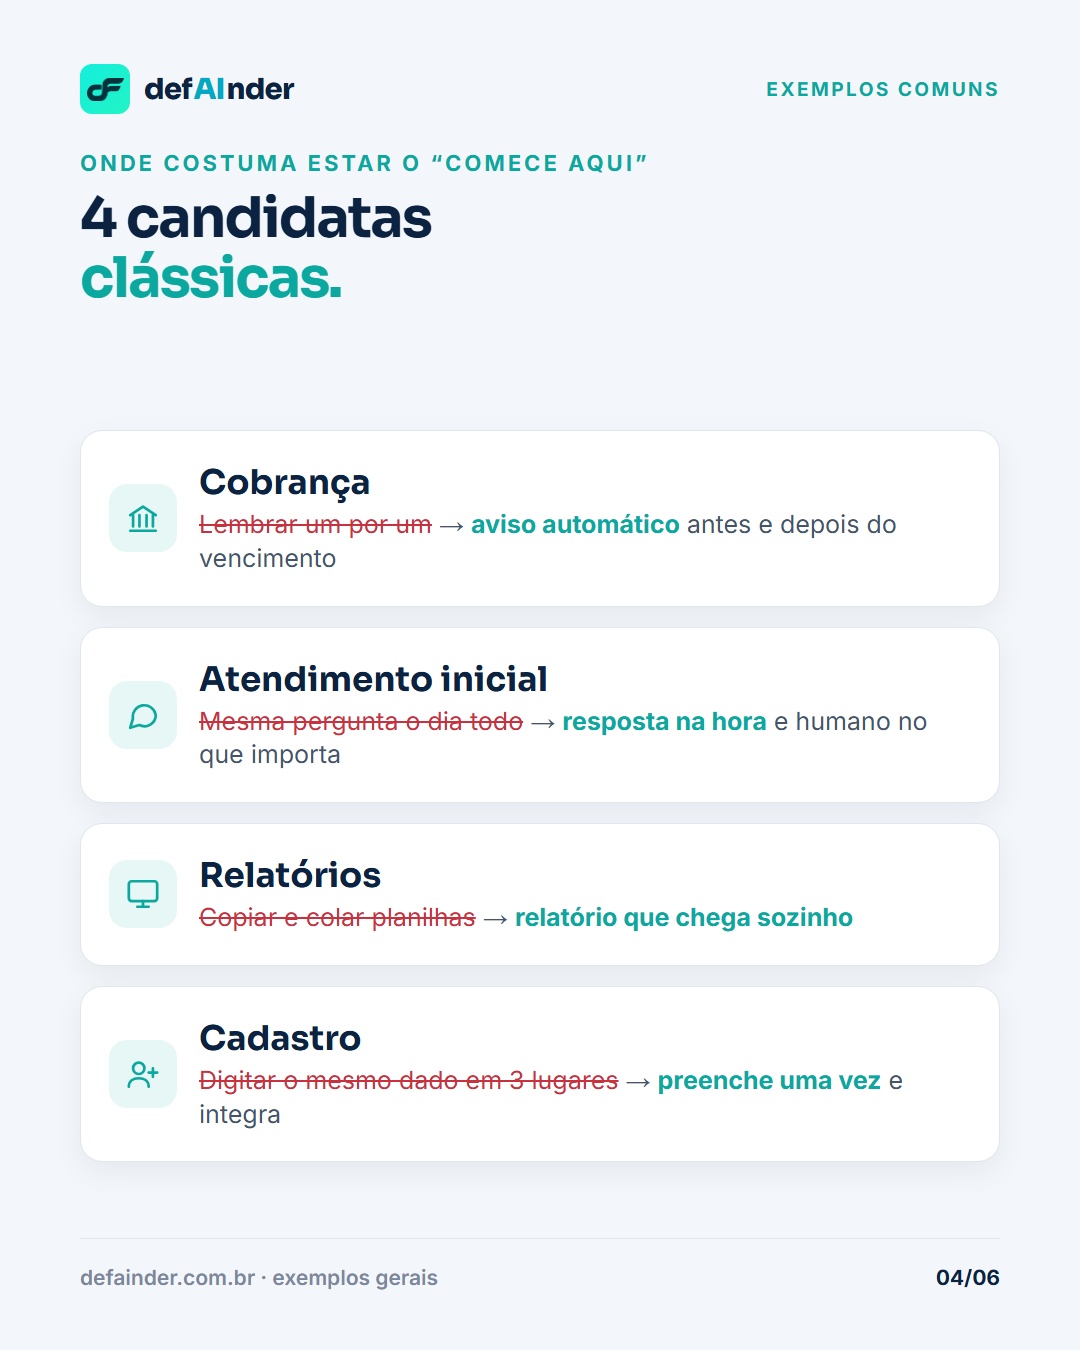 defAInder
EXEMPLOS COMUNS
ONDE COSTUMA ESTAR O “COMECE AQUI”
4 candidatas
clássicas.
Cobrança
Lembrar um por um → aviso automático antes e depois do
vencimento
Atendimento inicial
Mesma pergunta o dia todo → resposta na hora e humano no
que importa
Relatórios
Copiar e colar planilhas → relatório que chega sozinho
Cadastro
Digitar o mesmo dado em 3 lugares → preenche uma vez e
integra
defainder.com.br · exemplos gerais
04/06